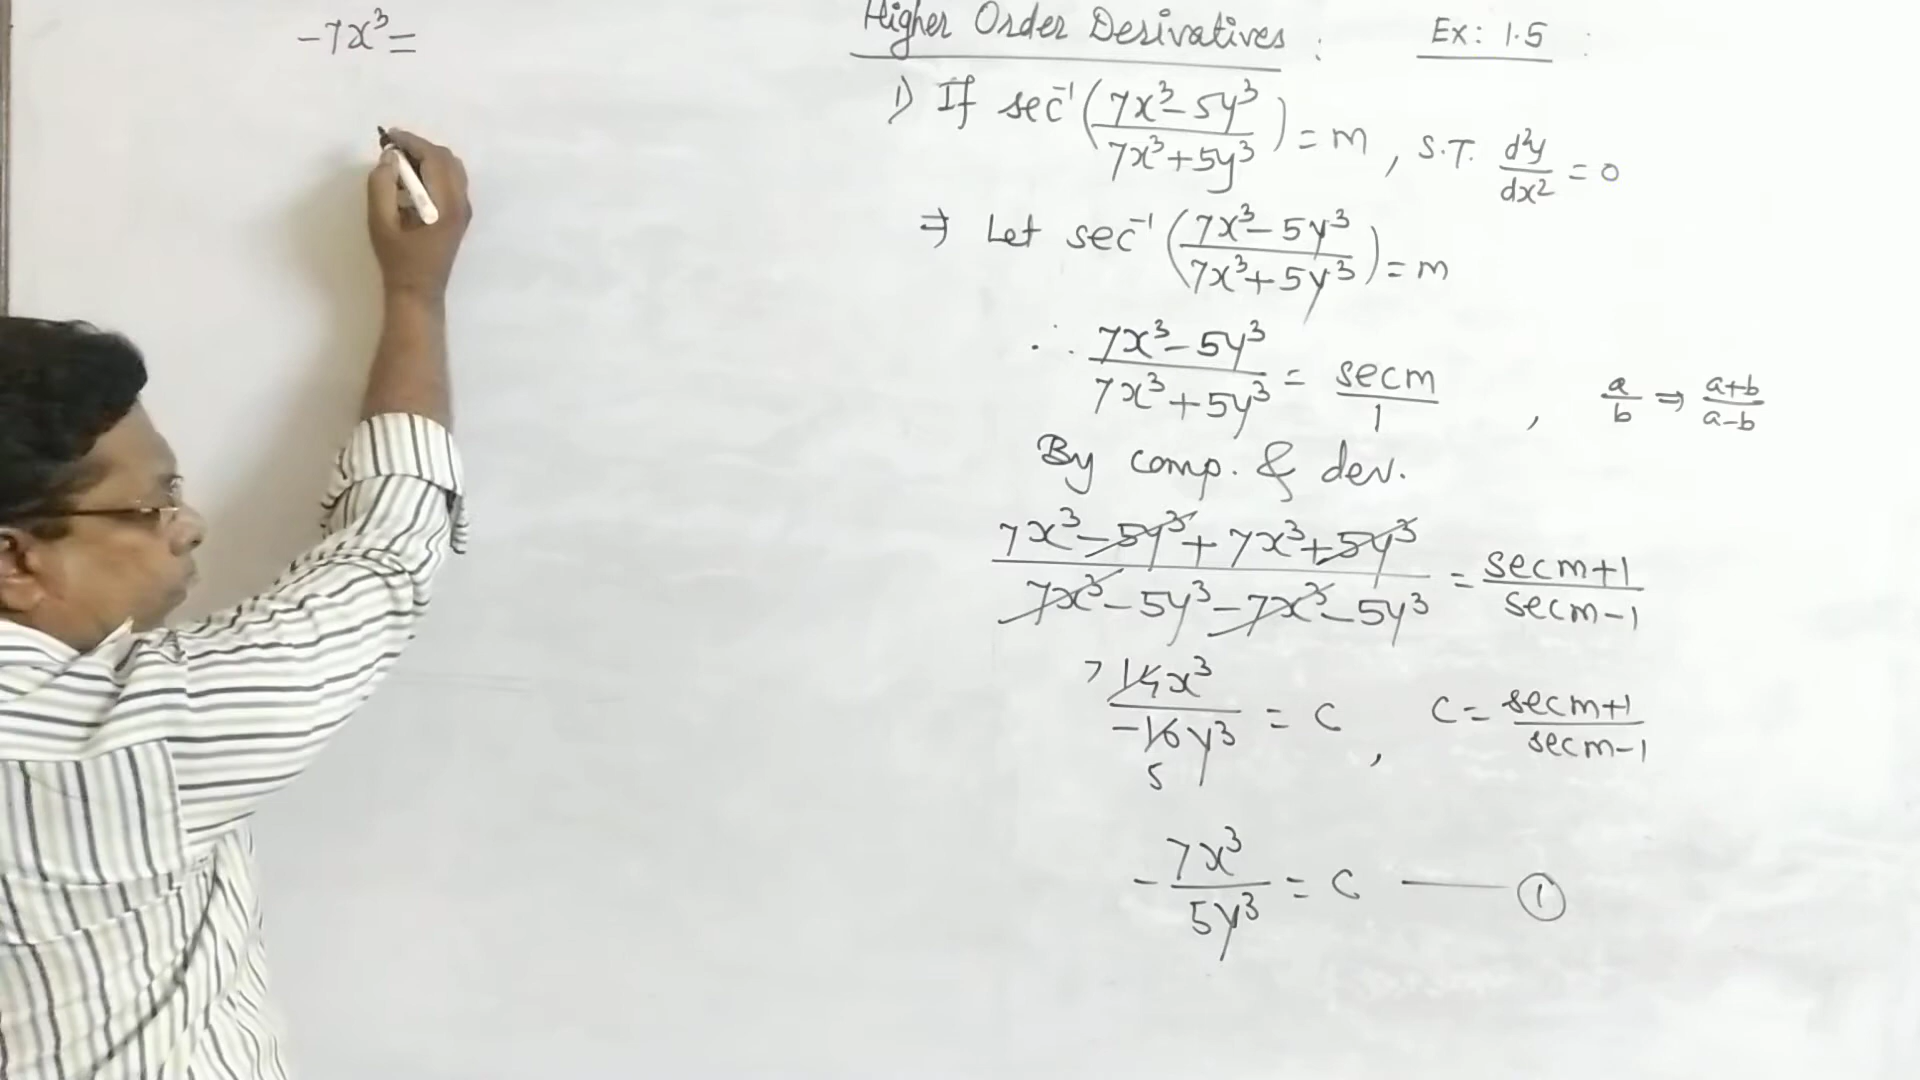 -7x³=
Higher Order Derivatives : Ex: 1.5 :
1) If sec⁻¹(7x³-5y³/7x³+5y³) = m, S.T. d²y/dx² = 0
⇒ Let sec⁻¹(7x³-5y³/7x³+5y³) = m
∴ 7x³-5y³/7x³+5y³ = secm/1 , a/b ⇒ a+b/a-b
By comp. & dev.
7x³-5y³+7x³+5y³/7x³-5y³-7x³-5y³ = secm+1/secm-1
7 14x³/-10y³ 5 = c , c = secm+1/secm-1
-7x³/5y³ = c —— ①